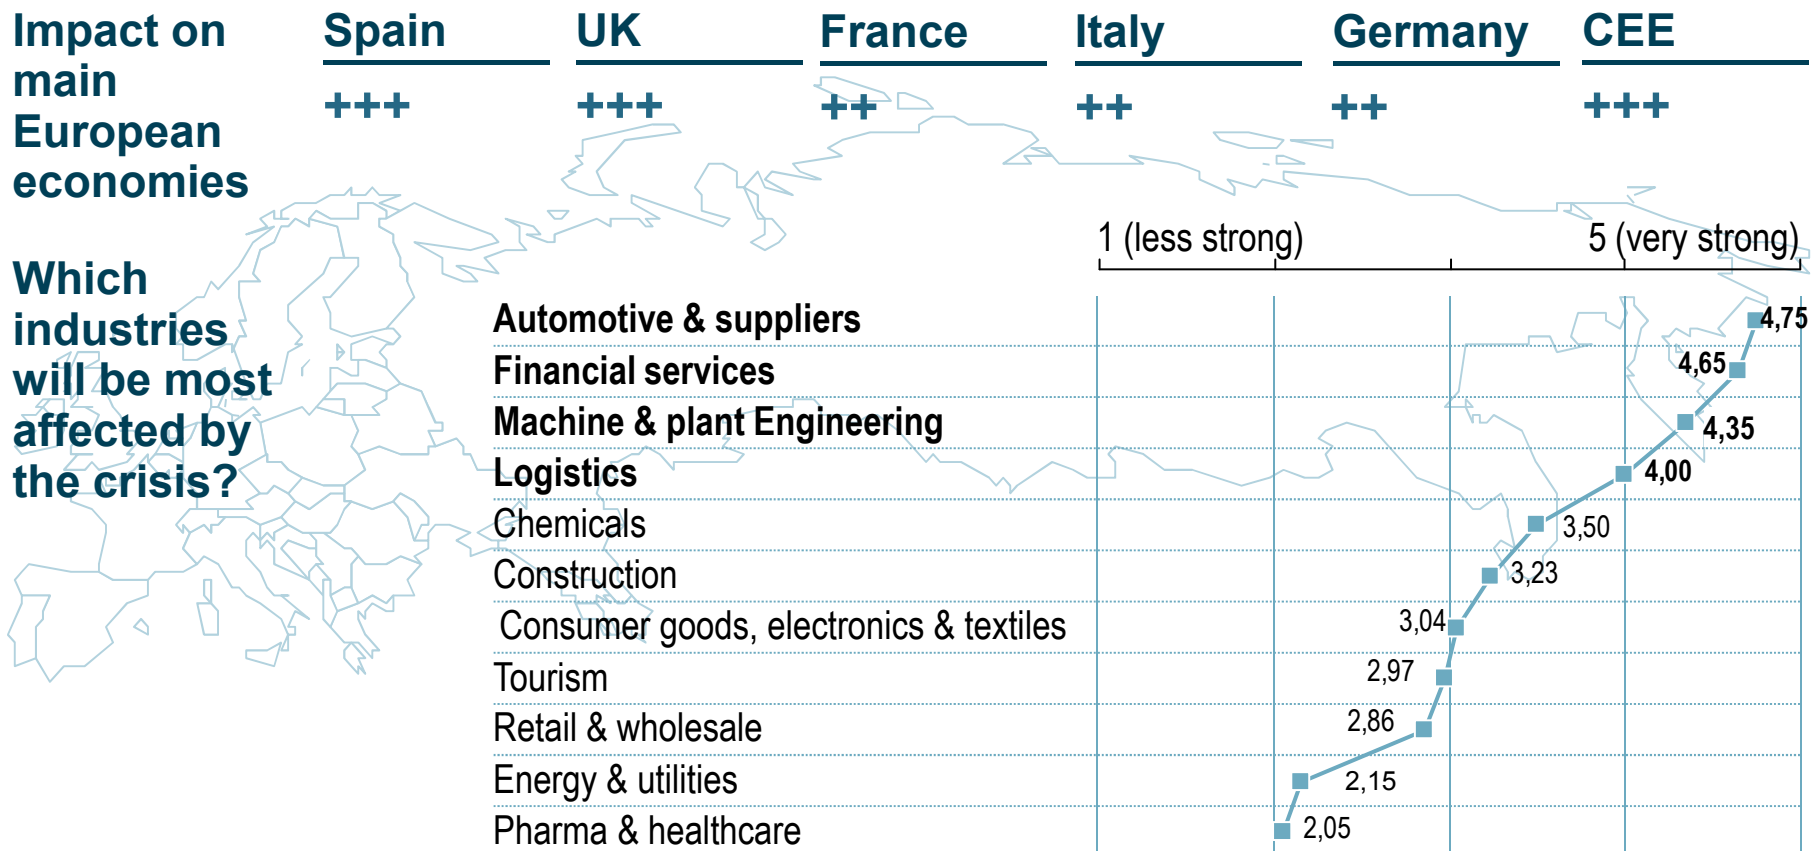 Impact on
main
European
economies
Spain
UK
France
Italy
Germany
CEE
+++
+++
++
++
++
+++
Which
industries
will be most
affected by
the crisis?
1 (less strong)
5 (very strong)
Automotive & suppliers
4,75
Financial services
4,65
Machine & plant Engineering
4,35
Logistics
4,00
Chemicals
3,50
Construction
3,23
Consumer goods, electronics & textiles
3,04
Tourism
2,97
Retail & wholesale
2,86
Energy & utilities
2,15
Pharma & healthcare
2,05